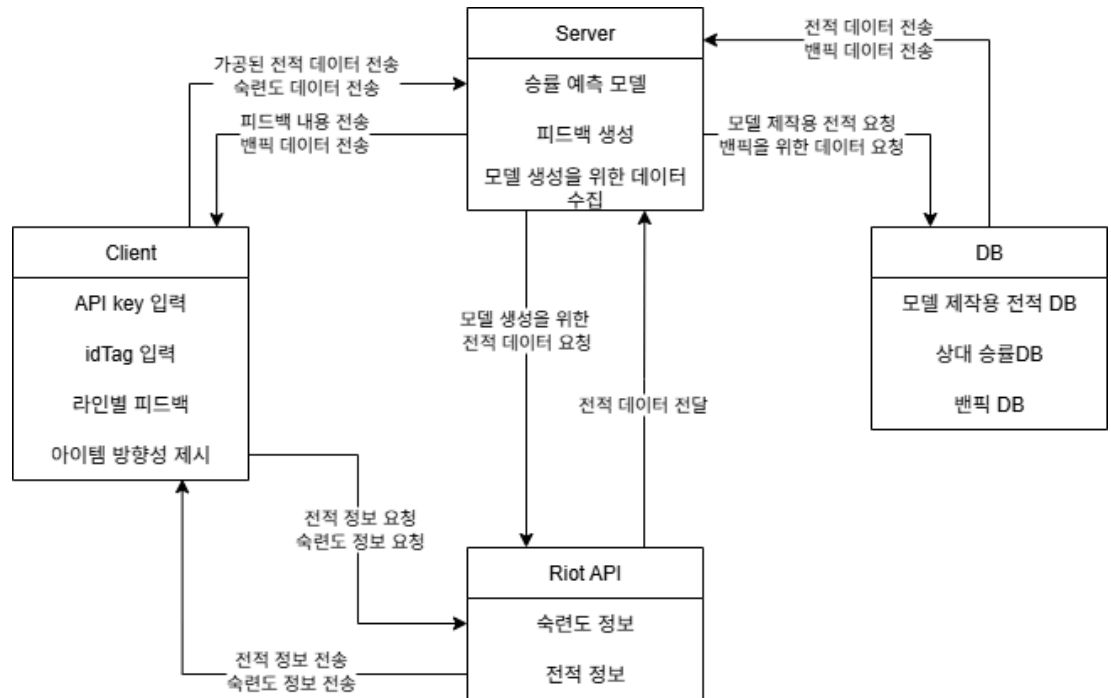 Server
승률 예측 모델
피드백 생성
모델 생성을 위한 데이터
수집
전적 데이터 전송
밴픽 데이터 전송
가공된 전적 데이터 전송
숙련도 데이터 전송
피드백 내용 전송
밴픽 데이터 전송
모델 제작용 전적 요청
밴픽을 위한 데이터 요청
Client
API key 입력
idTag 입력
라인별 피드백
아이템 방향성 제시
DB
모델 제작용 전적 DB
상대 승률DB
밴픽 DB
모델 생성을 위한
전적 데이터 요청
전적 데이터 전달
전적 정보 요청
숙련도 정보 요청
Riot API
숙련도 정보
전적 정보
전적 정보 전송
숙련도 정보 전송